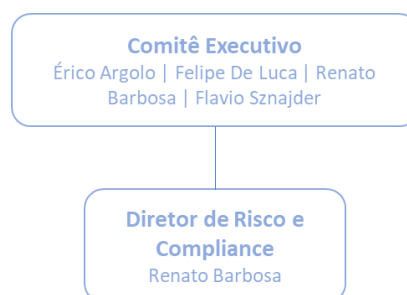 Comitê Executivo
Érico Argolo | Felipe De Luca | Renato
Barbosa | Flavio Sznajder
Diretor de Risco e
Compliance
Renato Barbosa